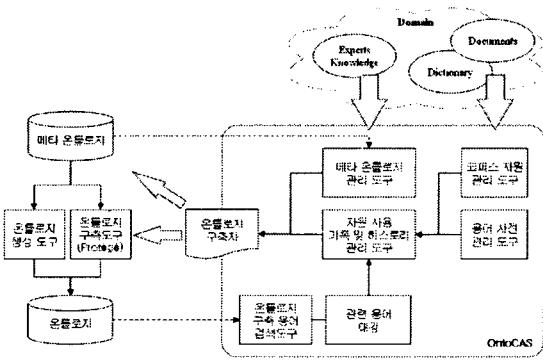 Domain
Experts
Knowledge
Documents
Dictionary
메타 온톨로지
메타 온톨로지
관리 도구
코퍼스 자원
관리 도구
온톨로지
생성 도구
온톨로지
구축도구
(Protégé)
온톨로지
구축자
자원 사용
기록 및 히스토리
관리 도구
용어 사전
관리 도구
온톨로지
온톨로지
구축 용어
검색도구
관련 용어
OntoCAS